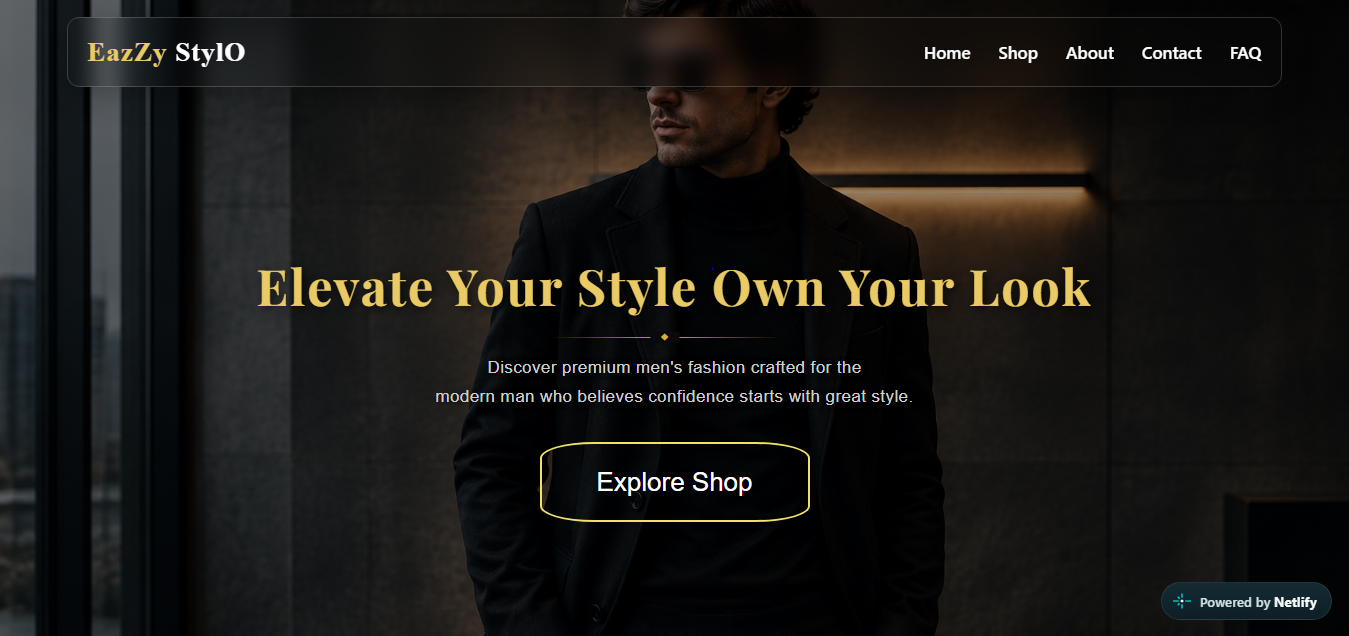 EazZy StylO
Home Shop About Contact FAQ
Elevate Your Style Own Your Look
Discover premium men's fashion crafted for the
modern man who believes confidence starts with great style.
Explore Shop
Powered by Netlify